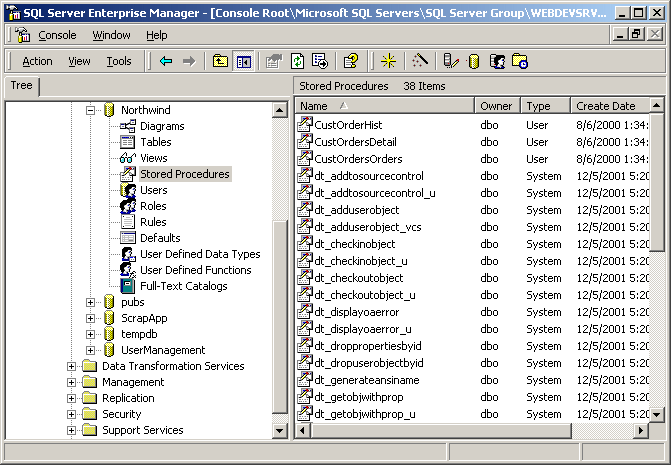 SQL Server Enterprise Manager - [Console Root\Microsoft SQL Servers\SQL Server Group\WEBDEVSRV...
Console Window Help
Action View Tools
Tree
Northwind
Diagrams
Tables
Views
Stored Procedures
Users
Roles
Rules
Defaults
User Defined Data Types
User Defined Functions
Full-Text Catalogs
pubs
ScrapApp
tempdb
UserManagement
Data Transformation Services
Management
Replication
Security
Support Services
Stored Procedures 38 Items
Name Owner Type Create Date
CustOrderHist dbo User 8/6/2000 1:34:
CustOrdersDetail dbo User 8/6/2000 1:34:
CustOrdersOrders dbo User 8/6/2000 1:34:
dt_addtosourcecontrol dbo System 12/5/2001 5:20
dt_addtosourcecontrol_u dbo System 12/5/2001 5:20
dt_adduserobject dbo System 12/5/2001 5:20
dt_adduserobject_vcs dbo System 12/5/2001 5:20
dt_checkinobject dbo System 12/5/2001 5:20
dt_checkinobject_u dbo System 12/5/2001 5:20
dt_checkoutobject dbo System 12/5/2001 5:20
dt_checkoutobject_u dbo System 12/5/2001 5:20
dt_displayoaerror dbo System 12/5/2001 5:20
dt_displayoaerror_u dbo System 12/5/2001 5:20
dt_droppropertiesbyid dbo System 12/5/2001 5:20
dt_dropuserobjectbyid dbo System 12/5/2001 5:20
dt_generateansiname dbo System 12/5/2001 5:20
dt_getobjwithprop dbo System 12/5/2001 5:20
dt_getobjwithprop_u dbo System 12/5/2001 5:20